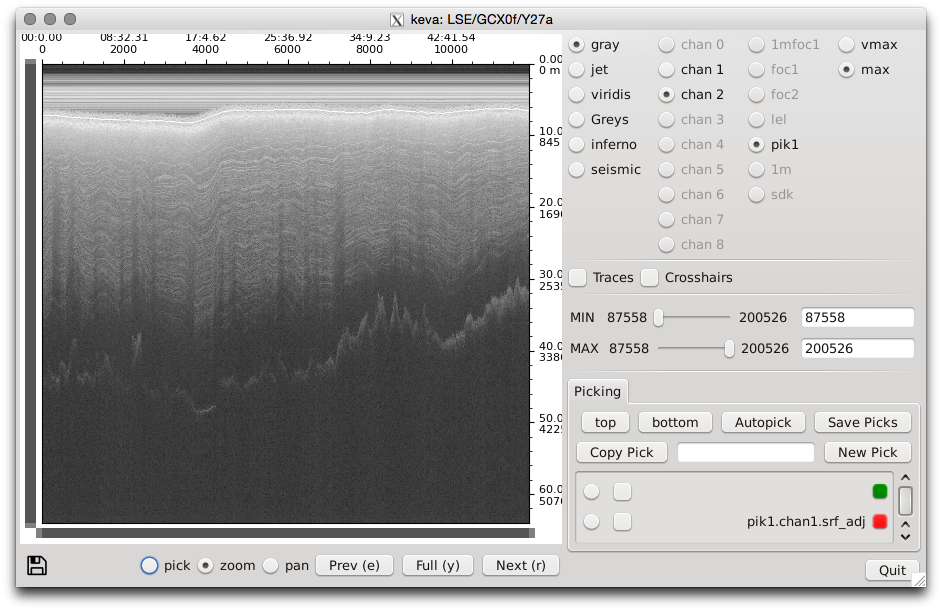 keva: LSE/GCX0f/Y27a
00:0.00 08:32.31 17:4.62 25:36.92 34:9.23 42:41.54
0 2000 4000 6000 8000 10000
0.00
0 m
10.0
845
20.0
1690
30.0
2535
40.0
3380
50.0
4225
60.0
5070
gray chan 0 1mfoc1 vmax
jet chan 1 foc1 max
viridis chan 2 foc2
Greys chan 3 lel
inferno chan 4 pik1
seismic chan 5 1m
chan 6 sdk
chan 7
chan 8
Traces Crosshairs
MIN 87558 200526 87558
MAX 87558 200526 200526
Picking
top bottom Autopick Save Picks
Copy Pick New Pick
pik1.chan1.srf_adj
pick zoom pan Prev (e) Full (y) Next (r) Quit